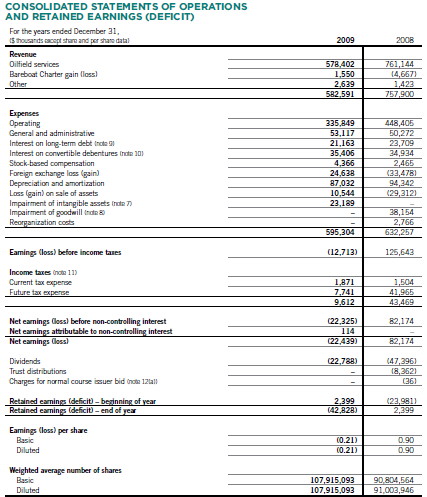 CONSOLIDATED STATEMENTS OF OPERATIONS
AND RETAINED EARNINGS (DEFICIT)
For the years ended December 31,
($ thousands except share and per share data) 2009 2008
Revenue
Oilfield services 578,402 761,144
Bareboat Charter gain (loss) 1,550 (4,667)
Other 2,639 1,423
582,591 757,900
Expenses
Operating 335,849 448,405
General and administrative 53,117 50,272
Interest on long-term debt (note 9) 21,163 23,709
Interest on convertible debentures (note 10) 35,406 34,934
Stock-based compensation 4,366 2,465
Foreign exchange loss (gain) 24,638 (33,478)
Depreciation and amortization 87,032 94,342
Loss (gain) on sale of assets 10,544 (29,312)
Impairment of intangible assets (note 7) 23,189 –
Impairment of goodwill (note 8) – 38,154
Reorganization costs – 2,766
595,304 632,257
Earnings (loss) before income taxes (12,713) 125,643
Income taxes (note 11)
Current tax expense 1,871 1,504
Future tax expense 7,741 41,965
9,612 43,469
Net earnings (loss) before non-controlling interest (22,325) 82,174
Net earnings attributable to non-controlling interest 114 –
Net earnings (loss) (22,439) 82,174
Dividends (22,788) (47,396)
Trust distributions – (8,362)
Charges for normal course issuer bid (note 12(a)) – (36)
Retained earnings (deficit) – beginning of year 2,399 (23,981)
Retained earnings (deficit) – end of year (42,828) 2,399
Earnings (loss) per share
Basic (0.21) 0.90
Diluted (0.21) 0.90
Weighted average number of shares
Basic 107,915,093 90,804,564
Diluted 107,915,093 91,003,946